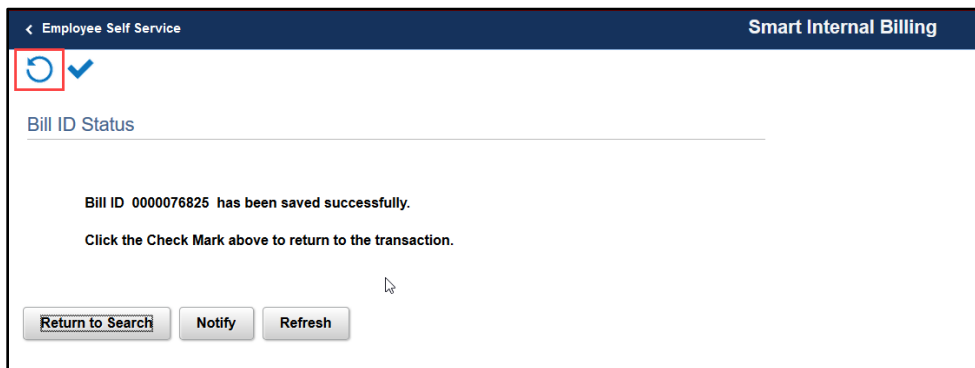 Employee Self Service
Smart Internal Billing
Bill ID Status
Bill ID 0000076825 has been saved successfully.
Click the Check Mark above to return to the transaction.
Return to Search Notify Refresh